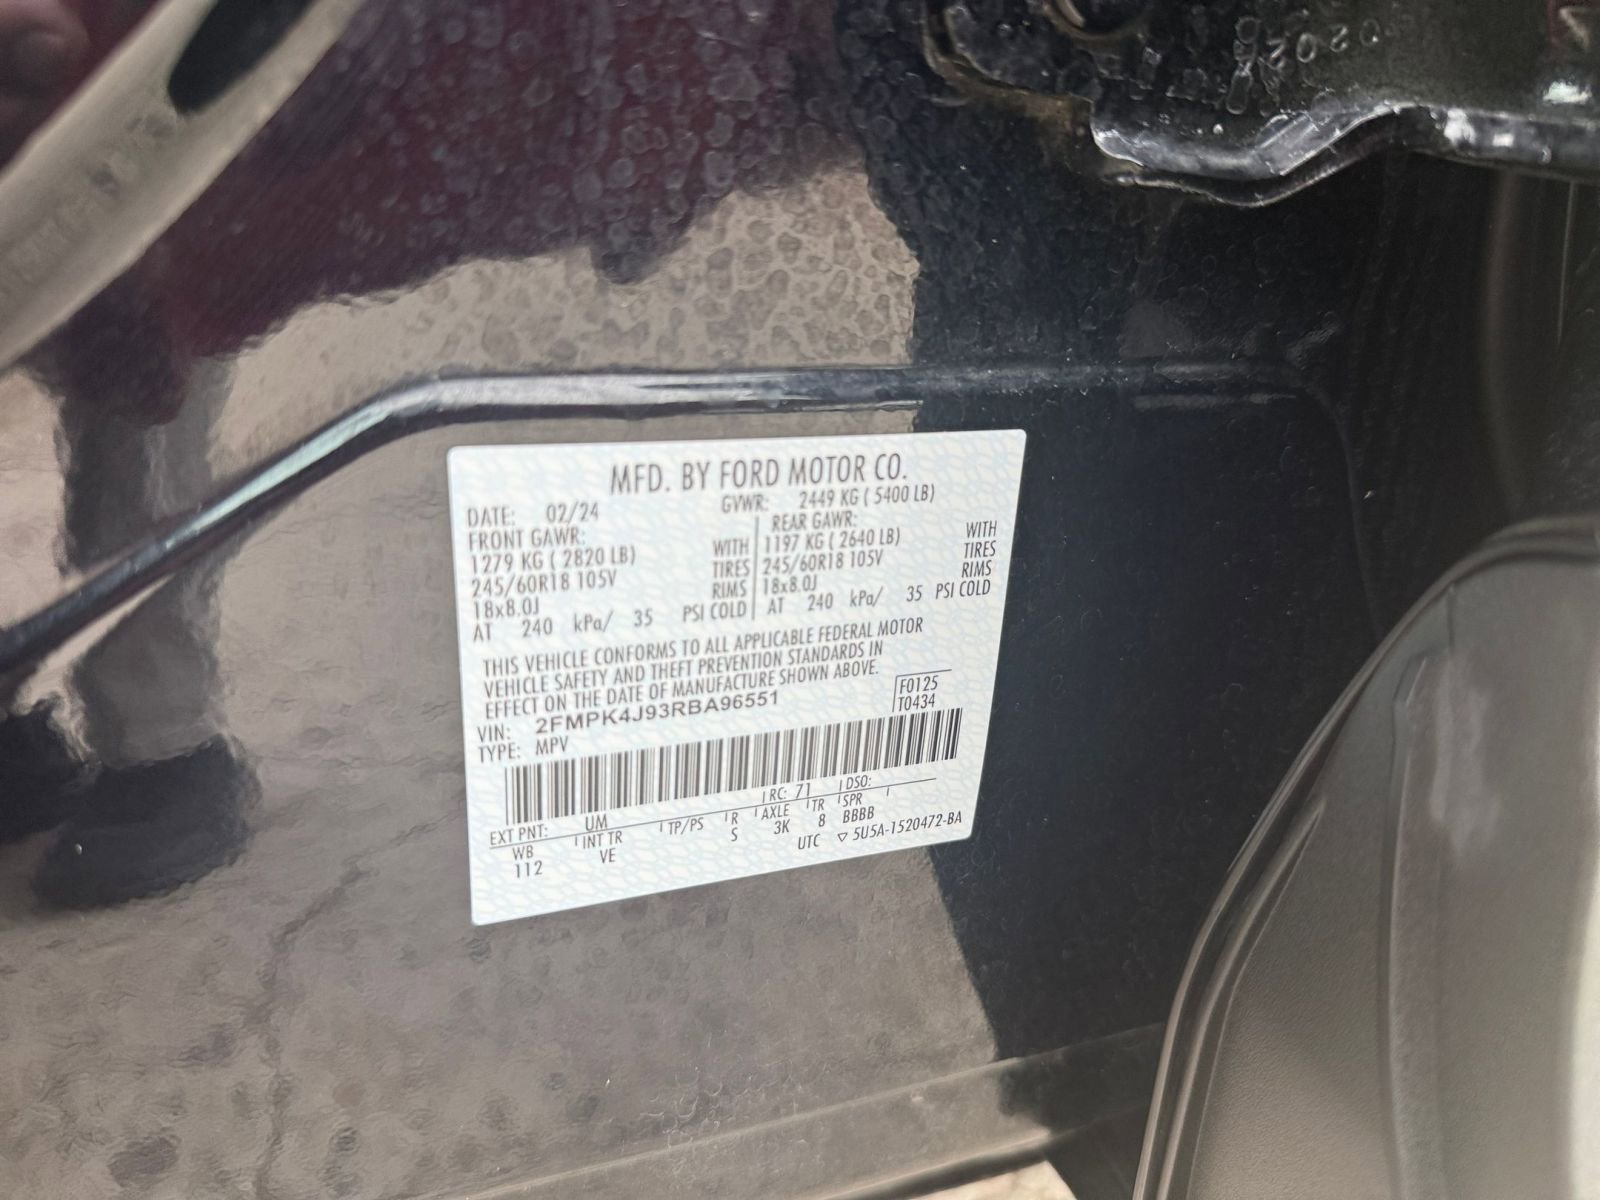 MFD. BY FORD MOTOR CO.
DATE: 02/24 GVWR: 2449 KG ( 5400 LB)
FRONT GAWR: REAR GAWR:
1279 KG ( 2820 LB) WITH 1197 KG ( 2640 LB) WITH
245/60R18 105V TIRES 245/60R18 105V TIRES
18x8.0J RIMS 18x8.0J RIMS
AT 240 kPa/ 35 PSI COLD AT 240 kPa/ 35 PSI COLD
THIS VEHICLE CONFORMS TO ALL APPLICABLE FEDERAL MOTOR
VEHICLE SAFETY AND THEFT PREVENTION STANDARDS IN
EFFECT ON THE DATE OF MANUFACTURE SHOWN ABOVE.
VIN: 2FMPK4J93RBA96551 F0125
TYPE: MPV T0434
EXT PNT: UM RC: 71 DSO:
WB INT TR TP/PS R AXLE TR SPR
112 VE S 3K 8 BBBB
UTC ▽ 5U5A-1520472-BA